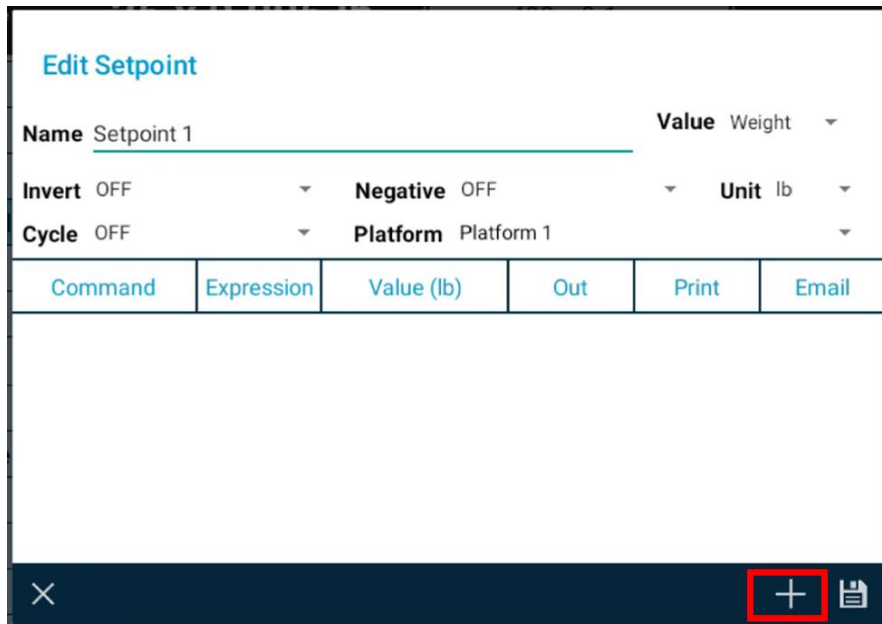 Edit Setpoint
Name Setpoint 1 Value Weight
Invert OFF Negative OFF Unit lb
Cycle OFF Platform Platform 1
Command Expression Value (lb) Out Print Email